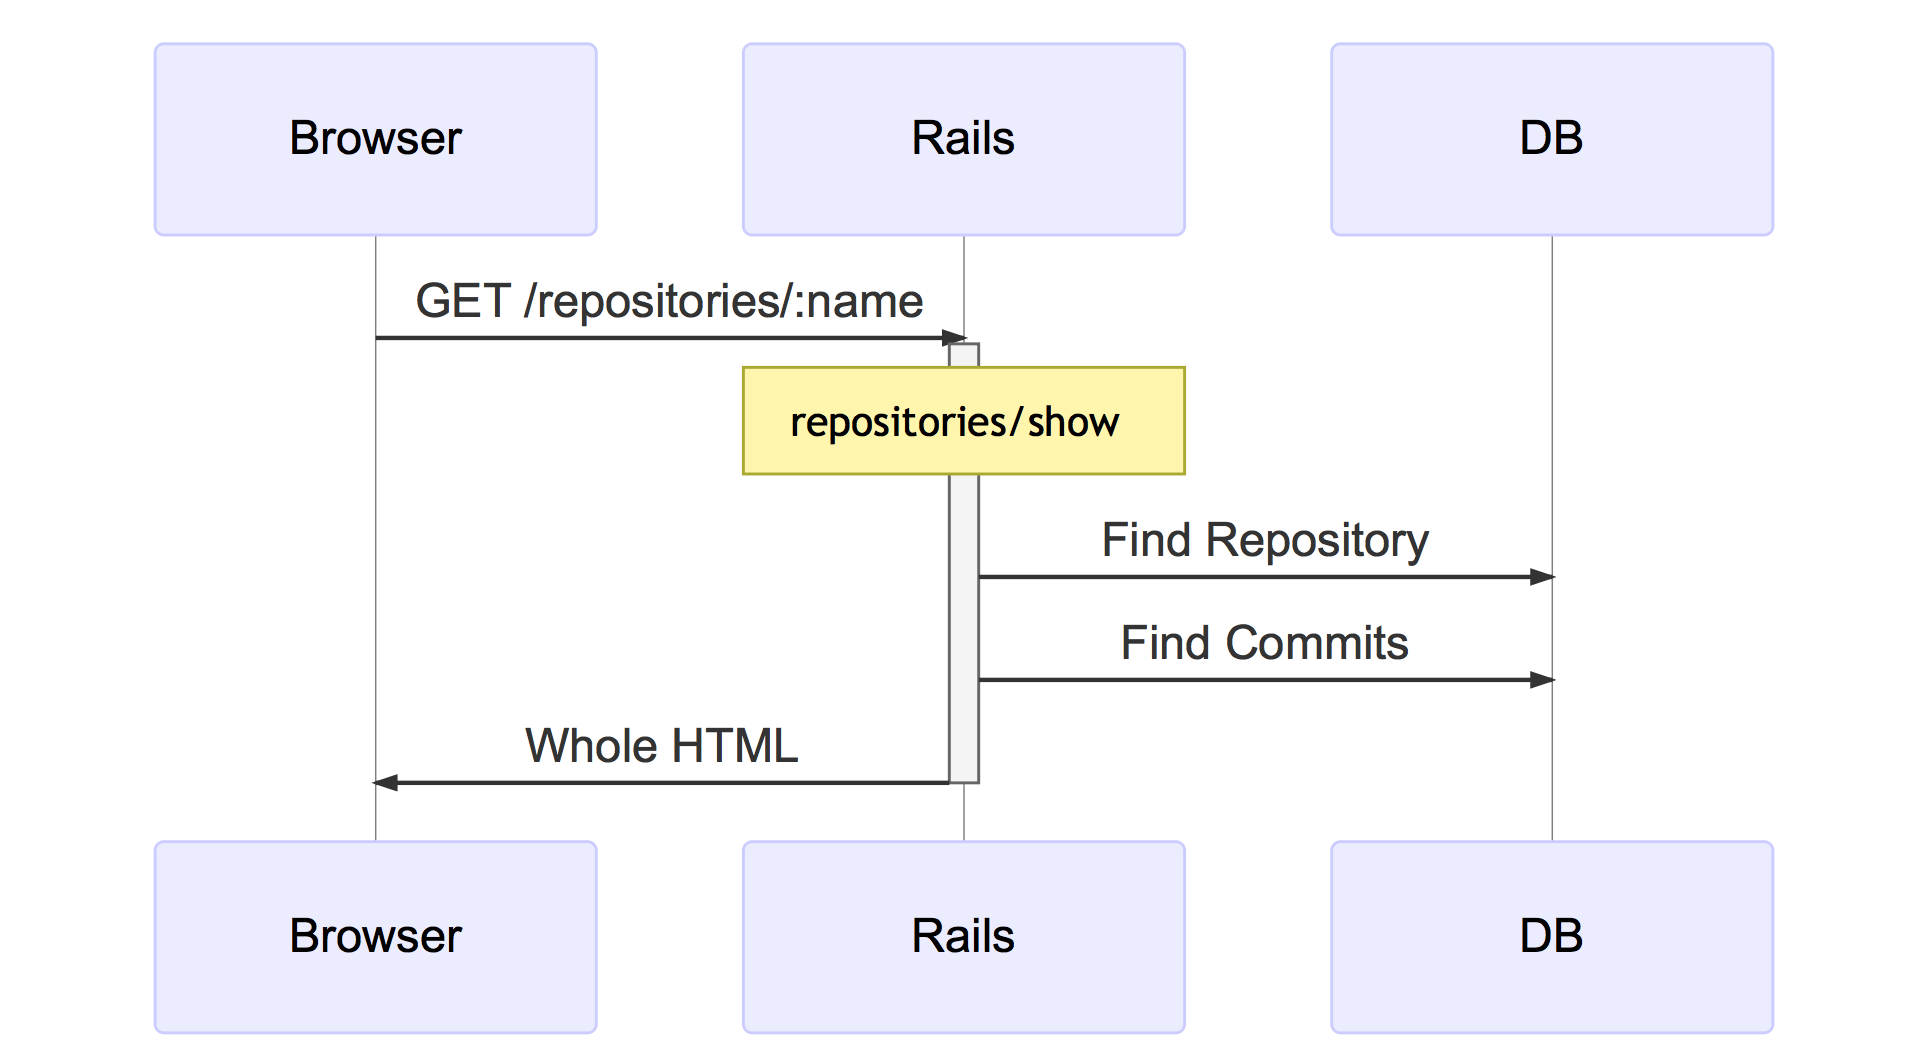 Browser
Rails
DB
GET /repositories/:name
repositories/show
Find Repository
Find Commits
Whole HTML
Browser
Rails
DB